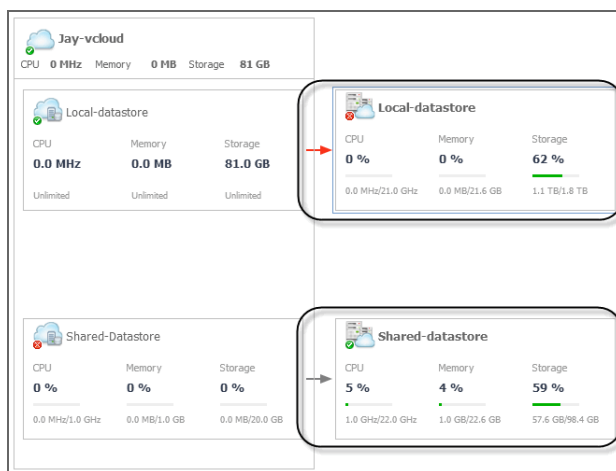 Jay-vcloud
CPU 0 MHz Memory 0 MB Storage 81 GB
Local-datastore
CPU Memory Storage
0.0 MHz 0.0 MB 81.0 GB
Unlimited Unlimited Unlimited
Local-datastore
CPU Memory Storage
0 % 0 % 62 %
0.0 MHz/21.0 GHz 0.0 MB/21.6 GB 1.1 TB/1.8 TB
Shared-Datastore
CPU Memory Storage
0 % 0 % 0 %
0.0 MHz/1.0 GHz 0.0 MB/1.0 GB 0.0 MB/20.0 GB
Shared-datastore
CPU Memory Storage
5 % 4 % 59 %
1.0 GHz/22.0 GHz 1.0 GB/22.6 GB 57.6 GB/98.4 GB